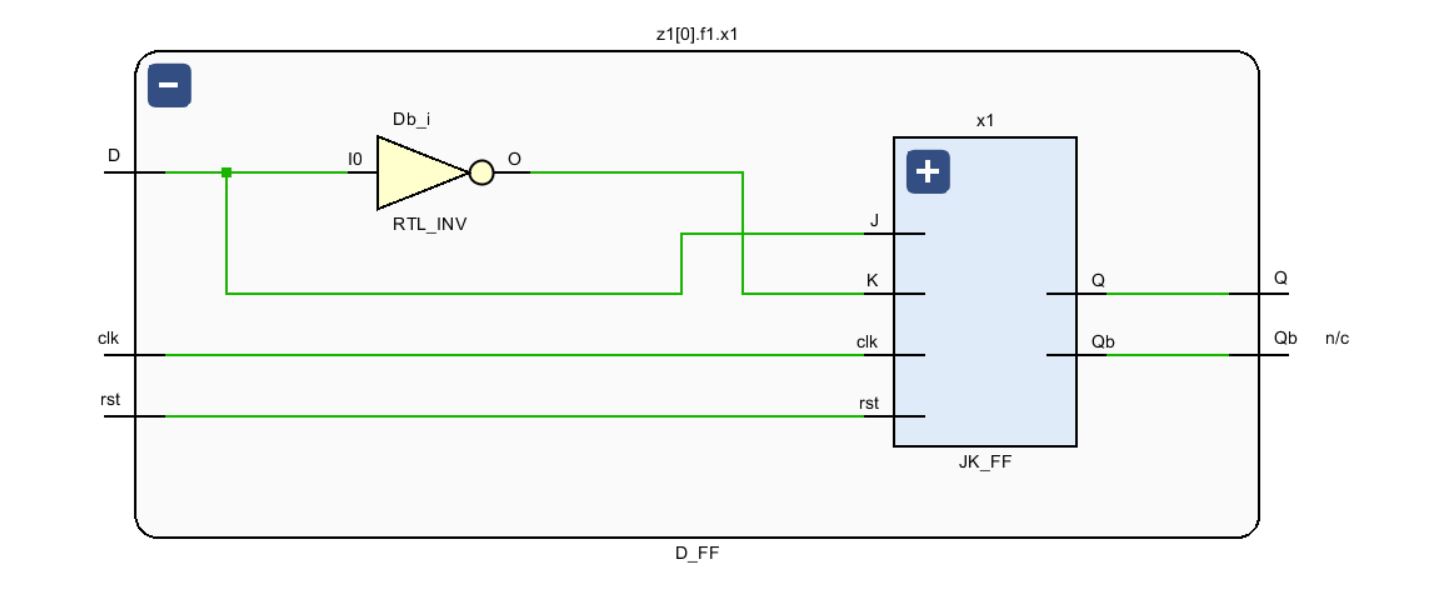 z1[0].f1.x1
Db_i
x1
D
I0
O
RTL_INV
J
K
Q
Q
clk
clk
Qb
Qb n/c
rst
rst
JK_FF
D_FF